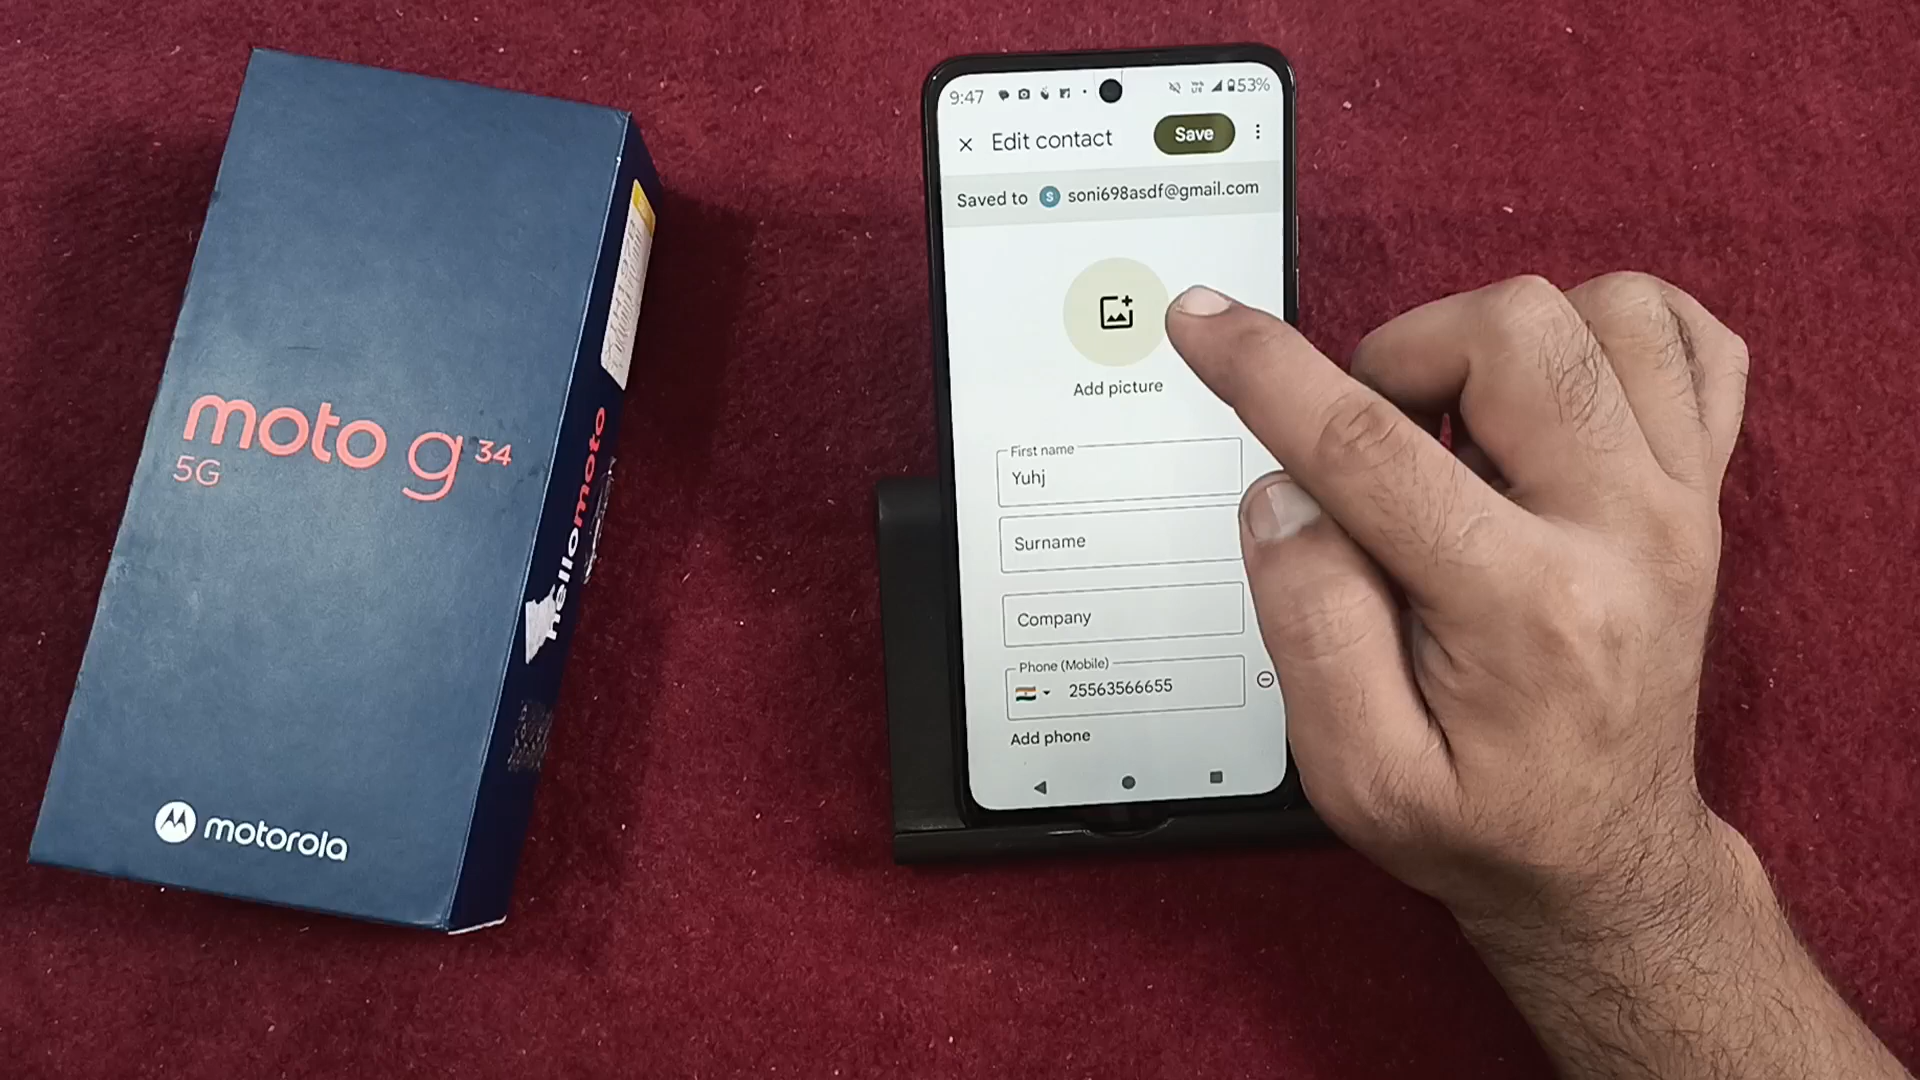 moto g 34
5G
motorola
hellomoto
9:47
53%
Edit contact
Save
Saved to S soni698asdf@gmail.com
Add picture
First name
Yuhj
Surname
Company
Phone (Mobile)
25563566655
Add phone